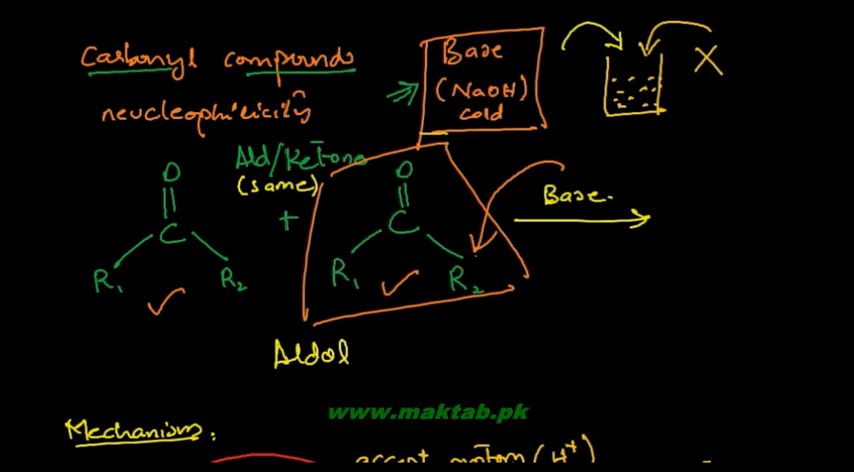 Carbonyl compounds
neucleophilicity
Base
(NaOH)
cold
X
Ald/Ketone
(same)
O
C
R₁ R₂
+
O
C
R₁ R₂
Base.
Aldol
www.maktab.pk
Mechanism:
accept proton (H⁺)